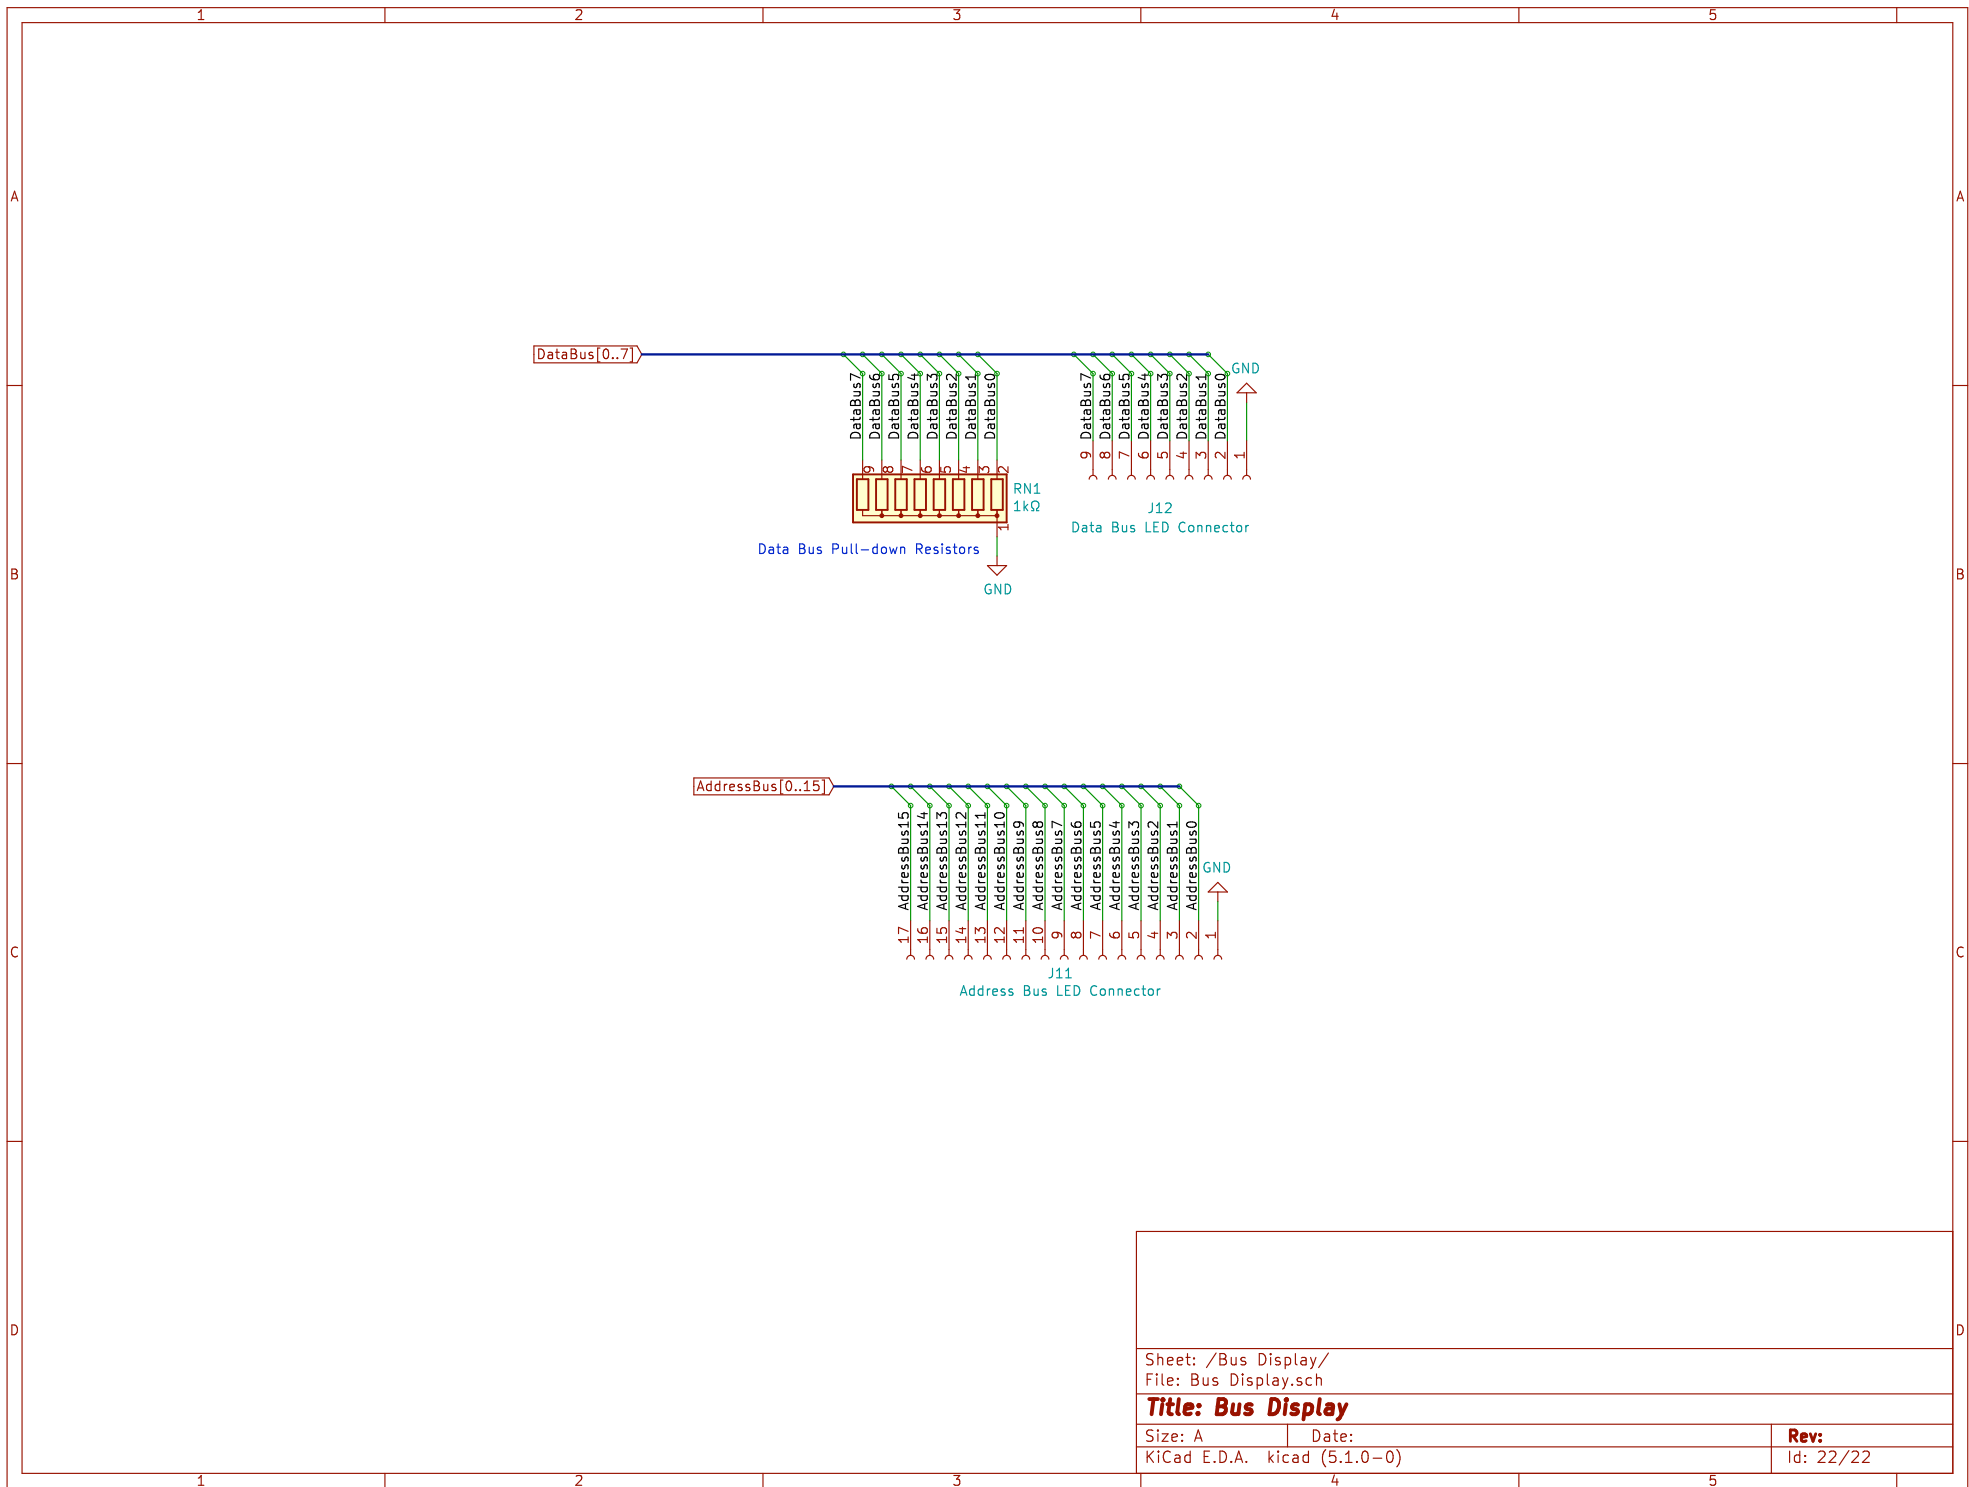 1 2 3 4 5
A A
DataBus[0..7]
GND
DataBus7 DataBus6 DataBus5 DataBus4 DataBus3 DataBus2 DataBus1 DataBus0
DataBus7 DataBus6 DataBus5 DataBus4 DataBus3 DataBus2 DataBus1 DataBus0
9 8 7 6 5 4 3 2 1
9 8 7 6 5 4 3 2
RN1
1kΩ
1
J12
Data Bus LED Connector
Data Bus Pull-down Resistors
GND
B B
AddressBus[0..15]
AddressBus15 AddressBus14 AddressBus13 AddressBus12 AddressBus11 AddressBus10 AddressBus9 AddressBus8 AddressBus7 AddressBus6 AddressBus5 AddressBus4 AddressBus3 AddressBus2 AddressBus1 AddressBus0
GND
17 16 15 14 13 12 11 10 9 8 7 6 5 4 3 2 1
J11
Address Bus LED Connector
C C
D D
Sheet: /Bus Display/
File: Bus Display.sch
Title: Bus Display
Size: A Date: Rev:
KiCad E.D.A. kicad (5.1.0-0) Id: 22/22
1 2 3 4 5